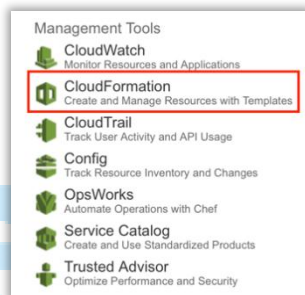 Management Tools
CloudWatch
Monitor Resources and Applications
CloudFormation
Create and Manage Resources with Templates
CloudTrail
Track User Activity and API Usage
Config
Track Resource Inventory and Changes
OpsWorks
Automate Operations with Chef
Service Catalog
Create and Use Standardized Products
Trusted Advisor
Optimize Performance and Security